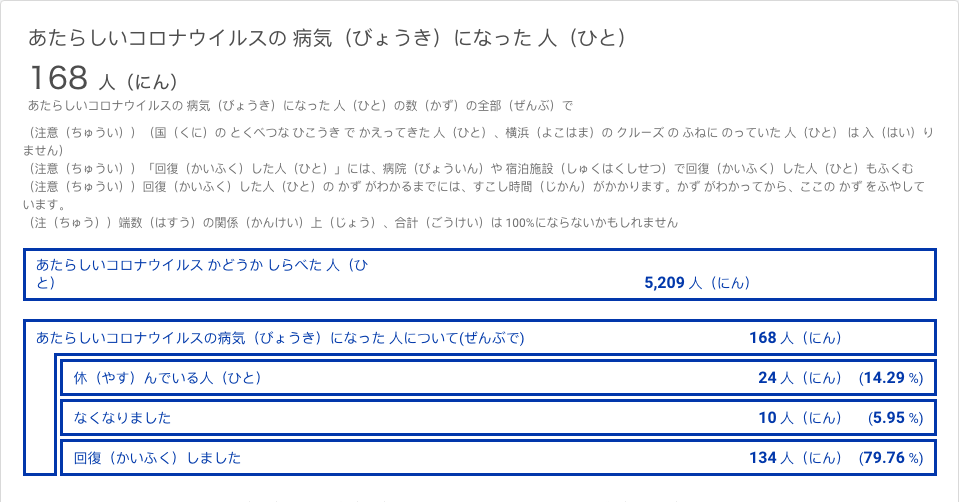 あたらしいコロナウイルスの 病気（びょうき）になった 人（ひと）
168 人（にん）
あたらしいコロナウイルスの 病気（びょうき）になった 人（ひと）の数（かず）の全部（ぜんぶ）で
（注意（ちゅうい））（国（くに）の とくべつな ひこうき で かえってきた 人（ひと）、横浜（よこはま）の クルーズ の ふねに のっていた 人（ひと） は 入（はい）り
ません）
（注意（ちゅうい））「回復（かいふく）した人（ひと）」には、病院（びょういん）や 宿泊施設（しゅくはくしせつ）で回復（かいふく）した人（ひと）もふくむ
（注意（ちゅうい））回復（かいふく）した人（ひと）の かず がわかるまでには、すこし時間（じかん）がかかります。かず がわかってから、ここの かず をふやして
います。
（注（ちゅう））端数（はすう）の関係（かんけい）上（じょう）、合計（ごうけい）は 100%にならないかもしれません
あたらしいコロナウイルス かどうか しらべた 人（ひ
と）
5,209 人（にん）
あたらしいコロナウイルスの病気（びょうき）になった 人について(ぜんぶで) 168 人（にん）
休（やす）んでいる人（ひと） 24 人（にん） (14.29 %)
なくなりました 10 人（にん） (5.95 %)
回復（かいふく）しました 134 人（にん） (79.76 %)